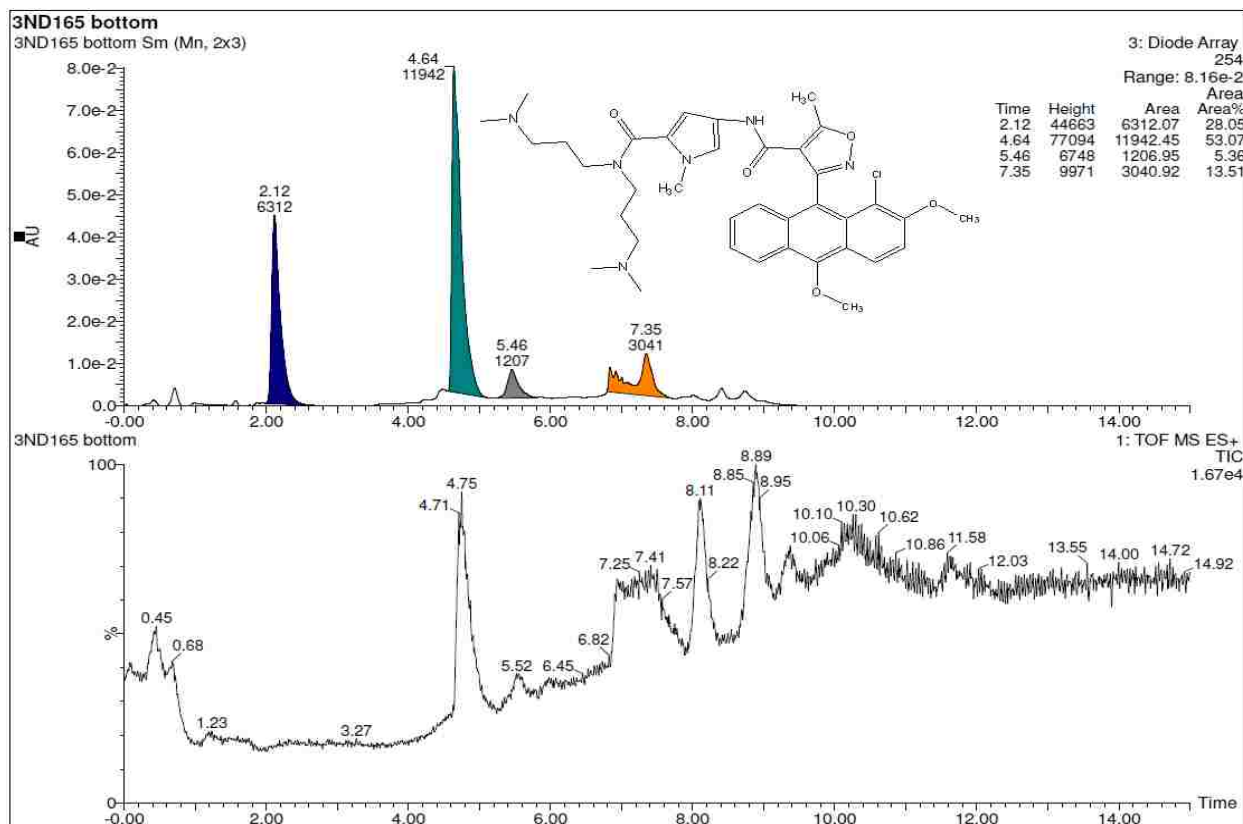 3ND165 bottom
3ND165 bottom Sm (Mn, 2x3)
3: Diode Array
254
Range: 8.16e-2
Area
Time Height Area Area%
2.12 44663 6312.07 28.05
4.64 77094 11942.45 53.07
5.46 6748 1206.95 5.36
7.35 9971 3040.92 13.51
8.0e-2
7.0e-2
6.0e-2
5.0e-2
4.0e-2
3.0e-2
2.0e-2
1.0e-2
0.0
AU
2.12
6312
4.64
11942
5.46
1207
7.35
3041
N
O
NH
H₃C
O
N
N
CH₃
O
N
Cl
O
CH₃
N
O
CH₃
2.00 4.00 6.00 8.00 10.00 12.00 14.00
3ND165 bottom
1: TOF MS ES+
TIC
1.67e4
100
%
0
0.45
0.68
1.23
3.27
4.71
4.75
5.52
6.45
6.82
7.25
7.41
7.57
8.11
8.22
8.85
8.89
8.95
10.06
10.10
10.30
10.62
10.86
11.58
12.03
13.55
14.00
14.72
14.92
-0.00 2.00 4.00 6.00 8.00 10.00 12.00 14.00
Time